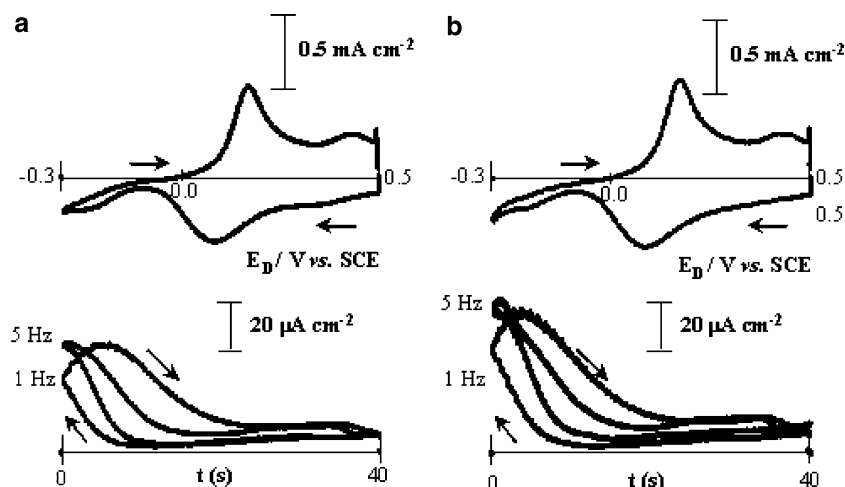 a
0.5 mA cm-2
-0.3
0.0
0.5
E_D / V vs. SCE
5 Hz
1 Hz
20 µA cm-2
0
t (s)
40
b
0.5 mA cm-2
-0.3
0.0
0.5
0.5
E_D / V vs. SCE
5 Hz
1 Hz
20 µA cm-2
0
t (s)
40